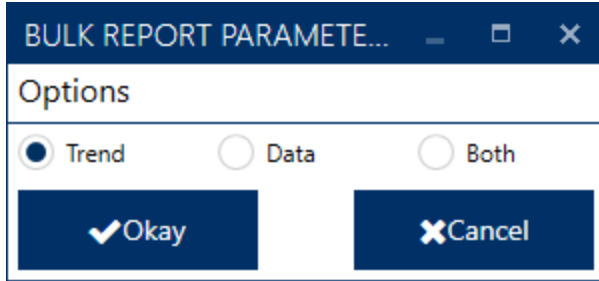 BULK REPORT PARAMETE...
Options
Trend Data Both
Okay Cancel